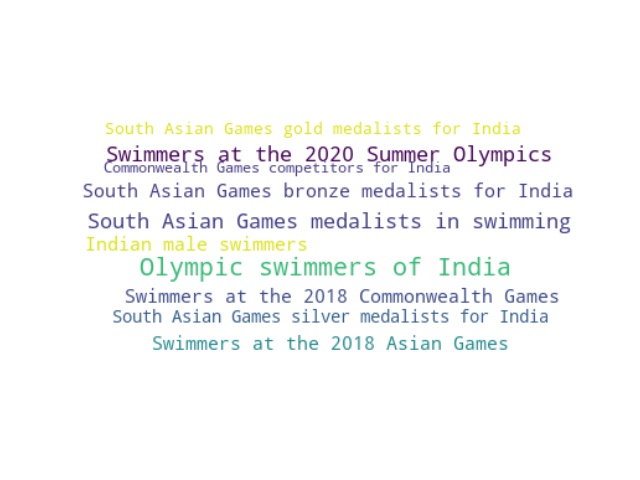 South Asian Games gold medalists for India
Swimmers at the 2020 Summer Olympics
Commonwealth Games competitors for India
South Asian Games bronze medalists for India
South Asian Games medalists in swimming
Indian male swimmers
Olympic swimmers of India
Swimmers at the 2018 Commonwealth Games
South Asian Games silver medalists for India
Swimmers at the 2018 Asian Games